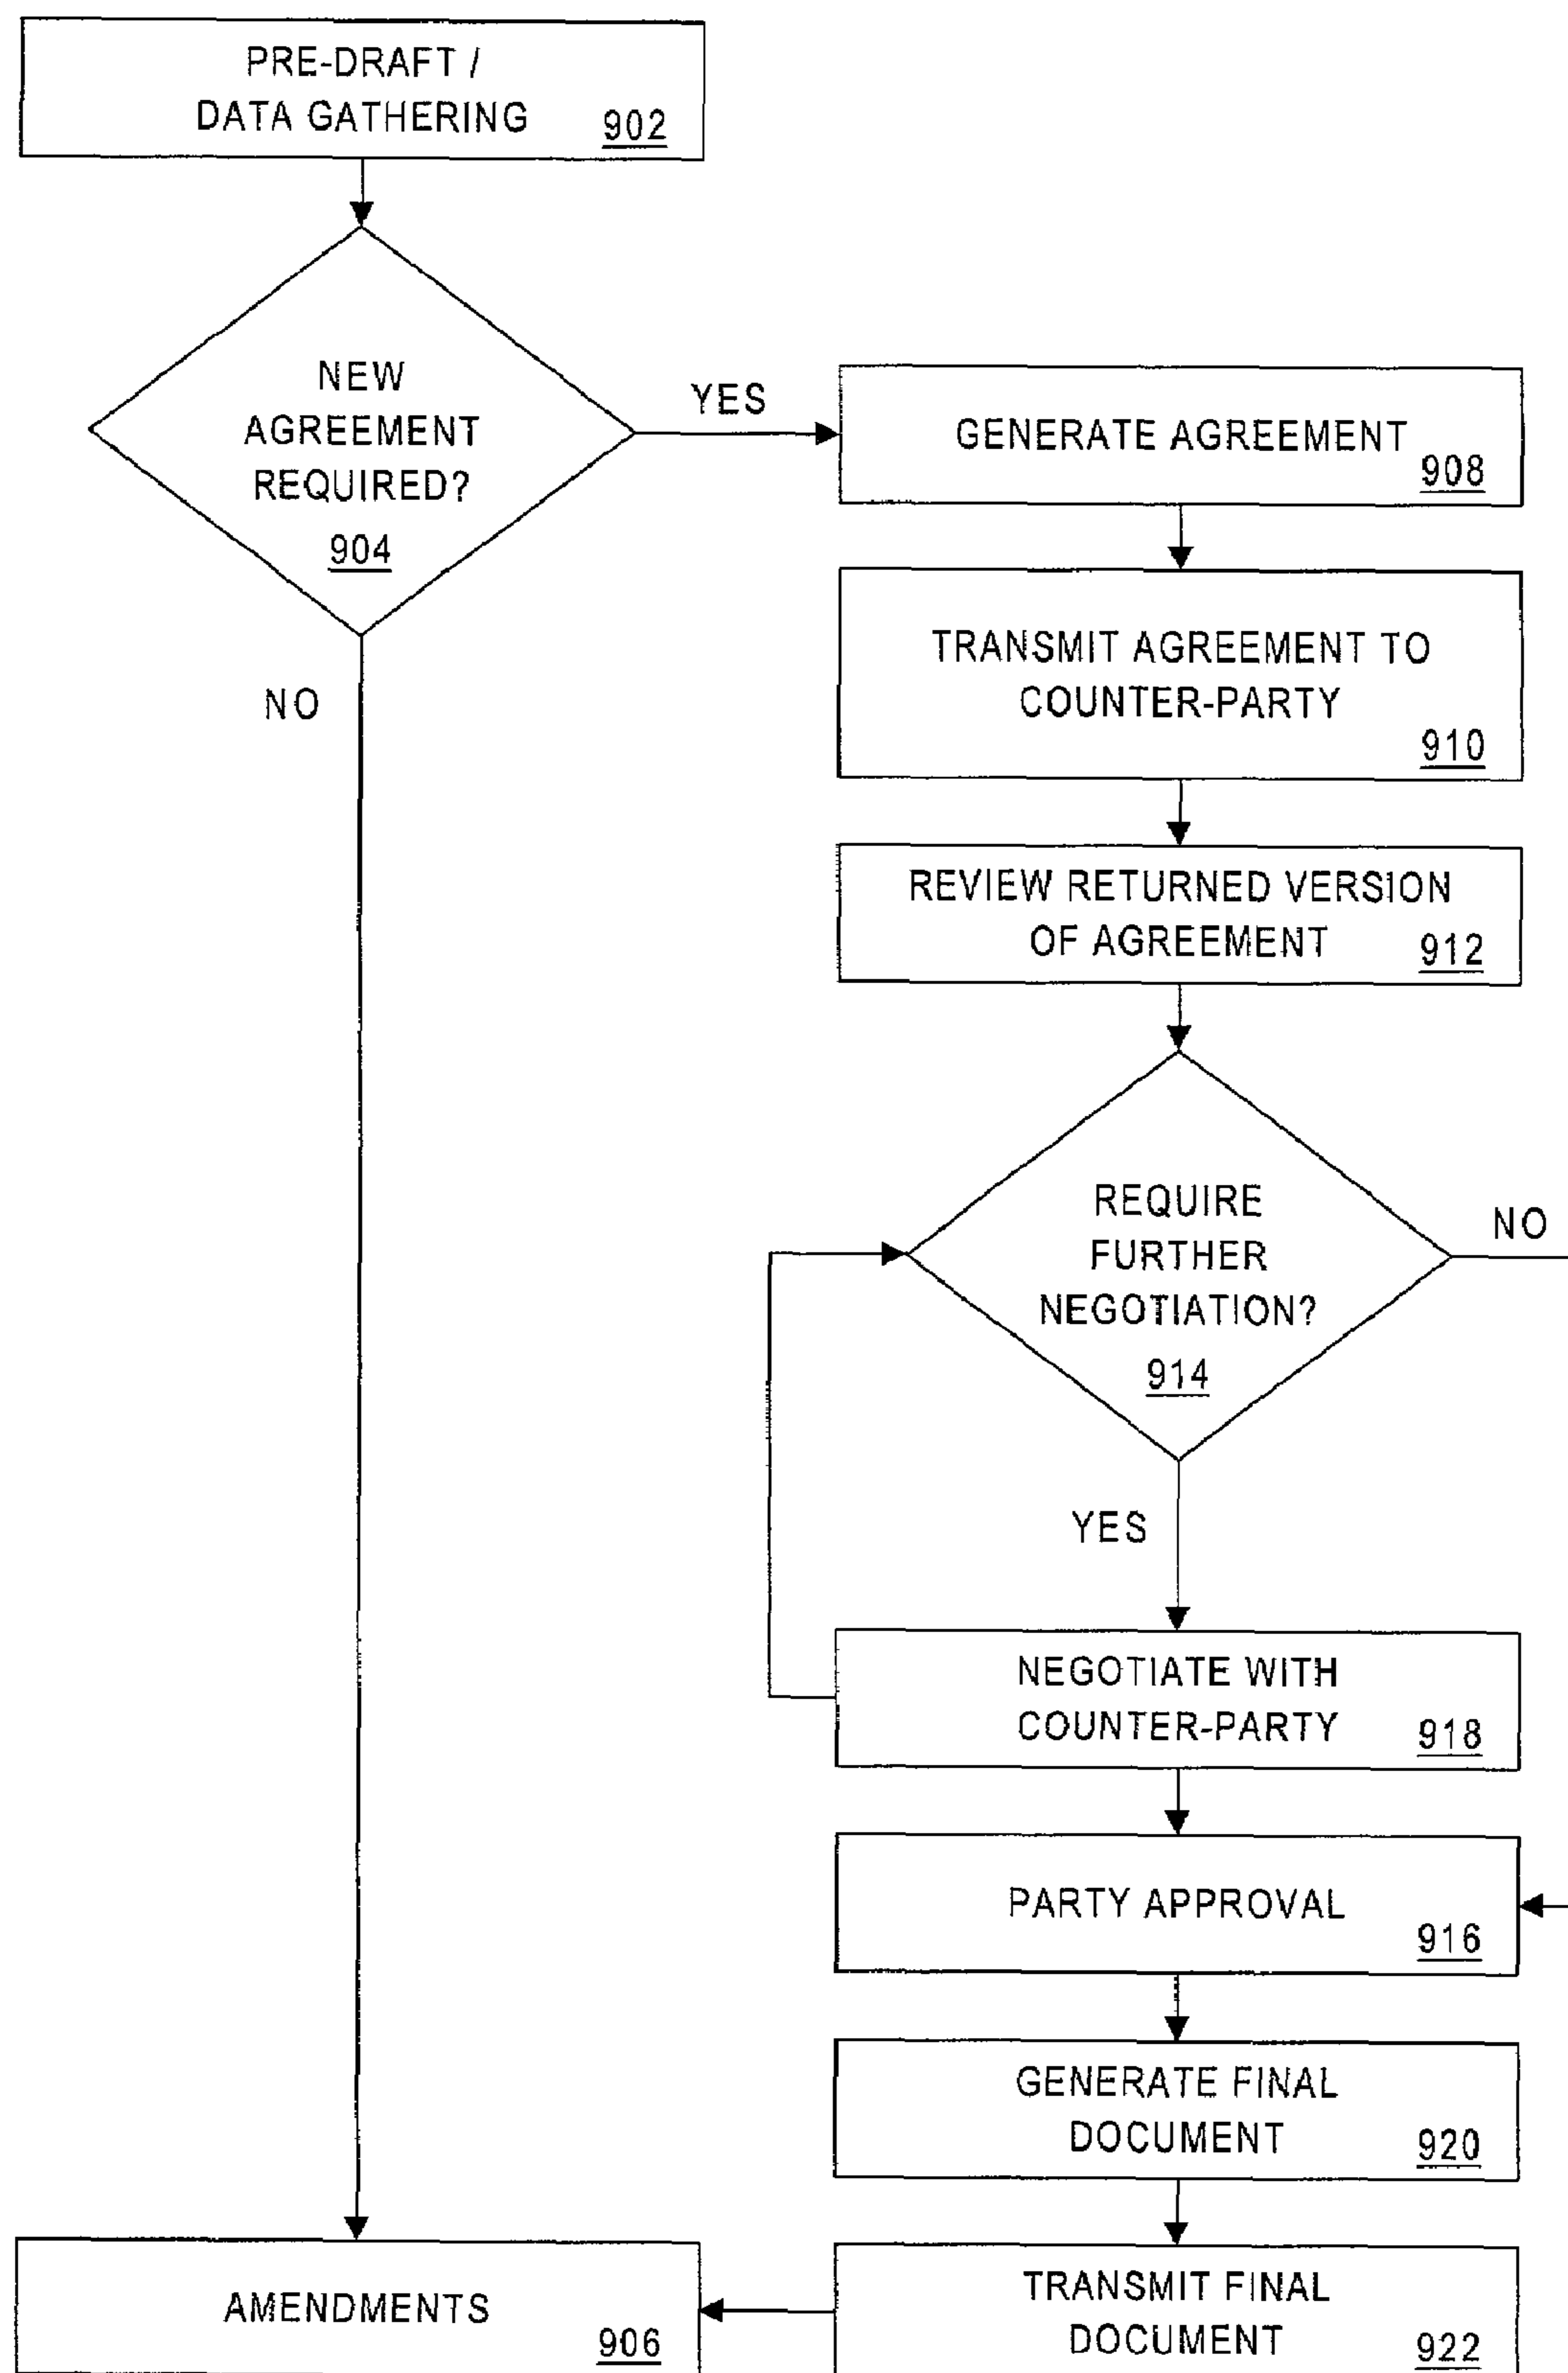 PRE-DRAFT /
DATA GATHERING 902
NEW
AGREEMENT
REQUIRED?
904
YES
NO
GENERATE AGREEMENT
908
TRANSMIT AGREEMENT TO
COUNTER-PARTY
910
REVIEW RETURNED VERSION
OF AGREEMENT 912
REQUIRE
FURTHER
NEGOTIATION?
914
NO
YES
NEGOTIATE WITH
COUNTER-PARTY 918
PARTY APPROVAL
916
GENERATE FINAL
DOCUMENT 920
TRANSMIT FINAL
DOCUMENT 922
AMENDMENTS
906